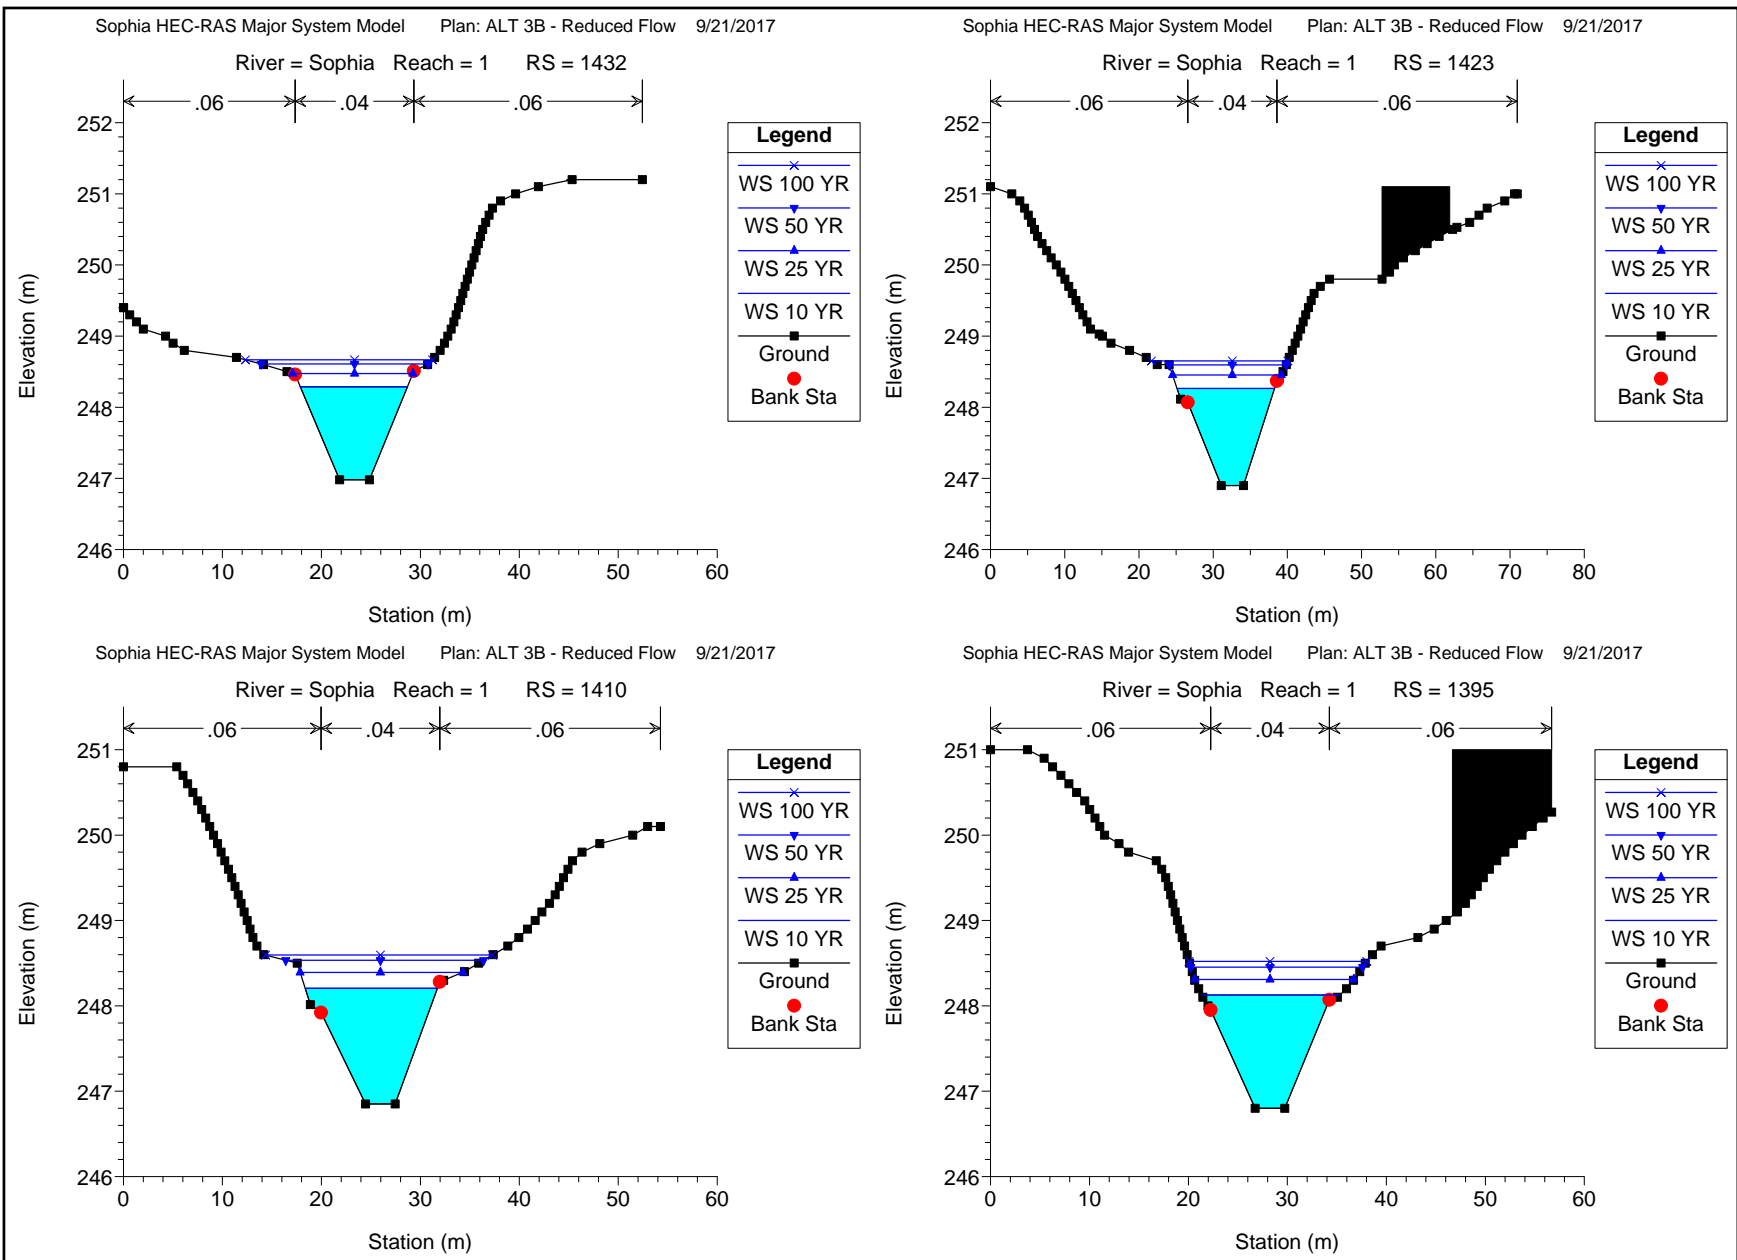 Sophia HEC-RAS Major System Model Plan: ALT 3B - Reduced Flow 9/21/2017
River = Sophia Reach = 1 RS = 1432
.06 .04 .06
252
251
250
249
248
247
246
Elevation (m)
0 10 20 30 40 50 60
Station (m)
Legend
WS 100 YR
WS 50 YR
WS 25 YR
WS 10 YR
Ground
Bank Sta
Sophia HEC-RAS Major System Model Plan: ALT 3B - Reduced Flow 9/21/2017
River = Sophia Reach = 1 RS = 1423
.06 .04 .06
252
251
250
249
248
247
246
Elevation (m)
0 10 20 30 40 50 60 70 80
Station (m)
Legend
WS 100 YR
WS 50 YR
WS 25 YR
WS 10 YR
Ground
Bank Sta
Sophia HEC-RAS Major System Model Plan: ALT 3B - Reduced Flow 9/21/2017
River = Sophia Reach = 1 RS = 1410
.06 .04 .06
251
250
249
248
247
246
Elevation (m)
0 10 20 30 40 50 60
Station (m)
Legend
WS 100 YR
WS 50 YR
WS 25 YR
WS 10 YR
Ground
Bank Sta
Sophia HEC-RAS Major System Model Plan: ALT 3B - Reduced Flow 9/21/2017
River = Sophia Reach = 1 RS = 1395
.06 .04 .06
251
250
249
248
247
246
Elevation (m)
0 10 20 30 40 50 60
Station (m)
Legend
WS 100 YR
WS 50 YR
WS 25 YR
WS 10 YR
Ground
Bank Sta